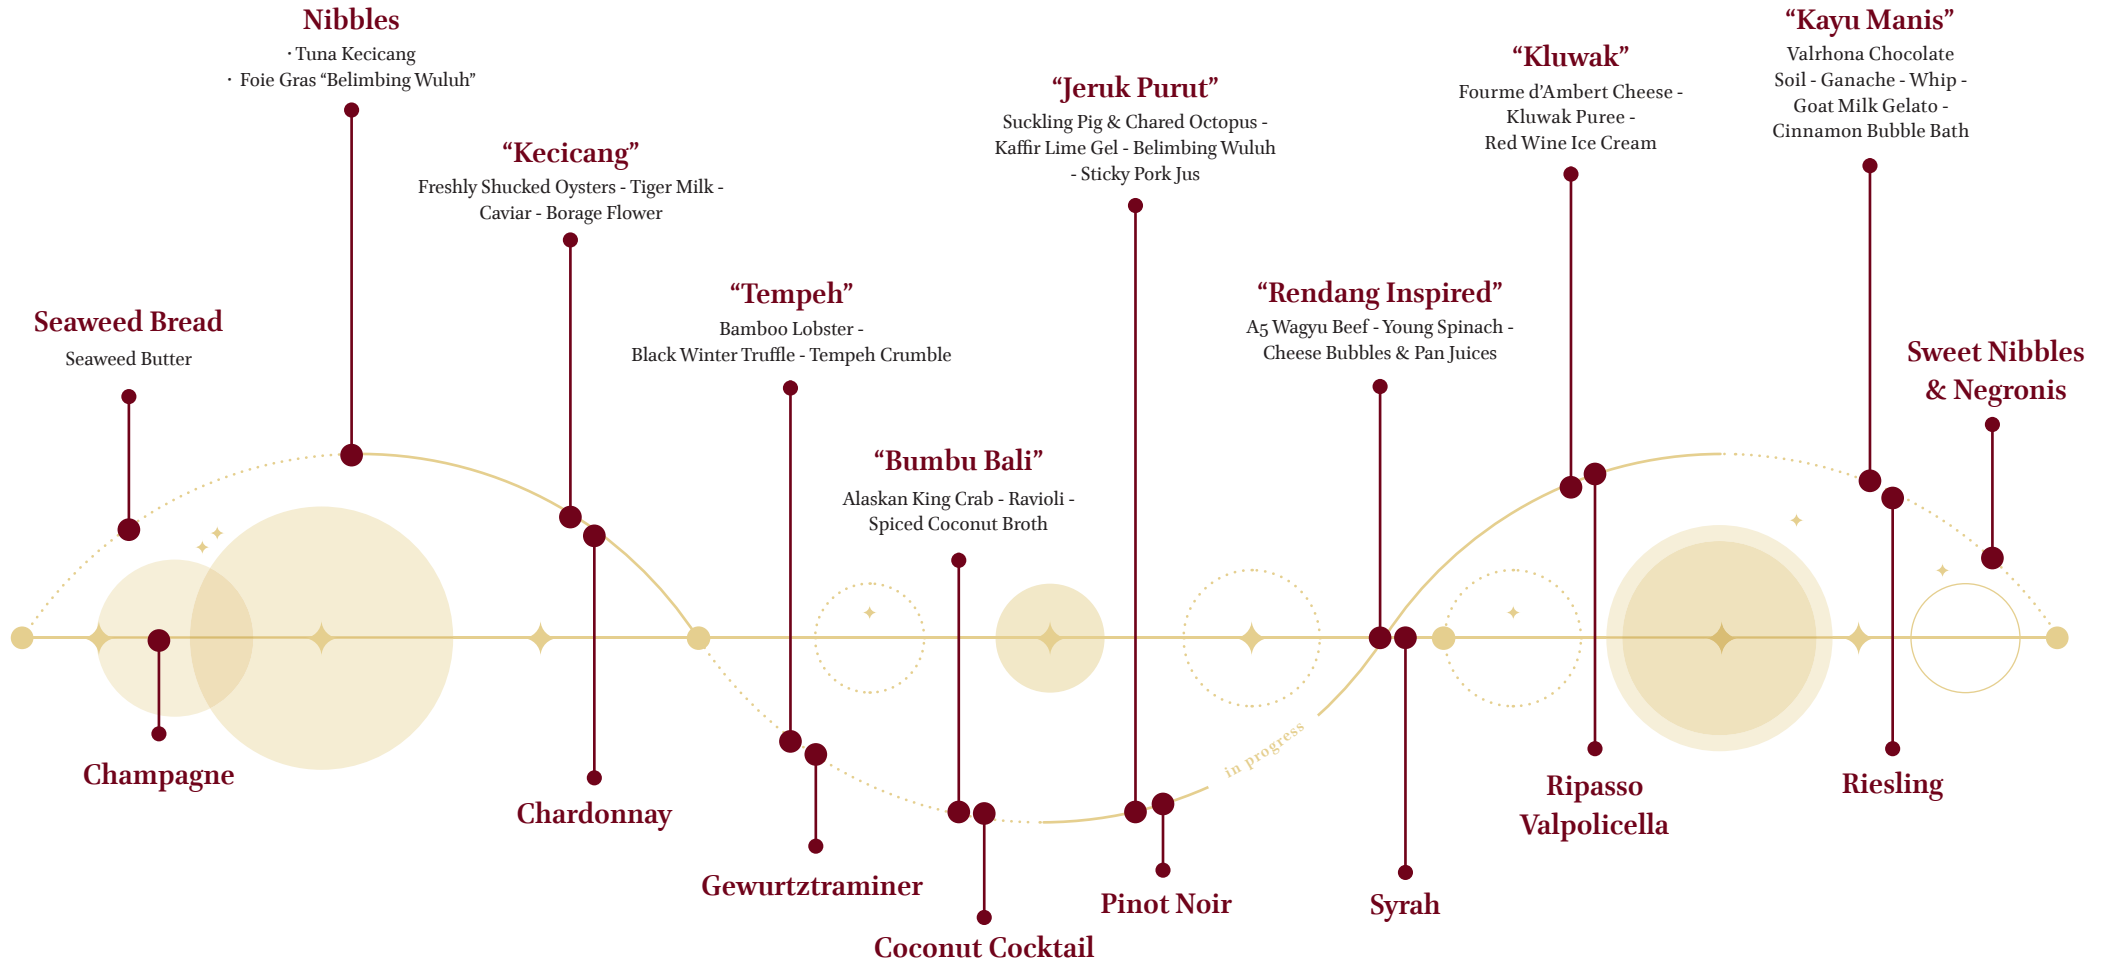 Nibbles
· Tuna Kecicang
· Foie Gras “Belimbing Wuluh”
“Kecicang”
Freshly Shucked Oysters - Tiger Milk -
Caviar - Borage Flower
Seaweed Bread
Seaweed Butter
“Tempeh”
Bamboo Lobster -
Black Winter Truffle - Tempeh Crumble
“Bumbu Bali”
Alaskan King Crab - Ravioli -
Spiced Coconut Broth
“Jeruk Purut”
Suckling Pig & Chared Octopus -
Kaffir Lime Gel - Belimbing Wuluh
- Sticky Pork Jus
“Rendang Inspired”
A5 Wagyu Beef - Young Spinach -
Cheese Bubbles & Pan Juices
“Kluwak”
Fourme d’Ambert Cheese -
Kluwak Puree -
Red Wine Ice Cream
“Kayu Manis”
Valrhona Chocolate
Soil - Ganache - Whip -
Goat Milk Gelato -
Cinnamon Bubble Bath
Sweet Nibbles
& Negronis
in progress
Champagne
Chardonnay
Gewurtztraminer
Coconut Cocktail
Pinot Noir
Syrah
Ripasso
Valpolicella
Riesling